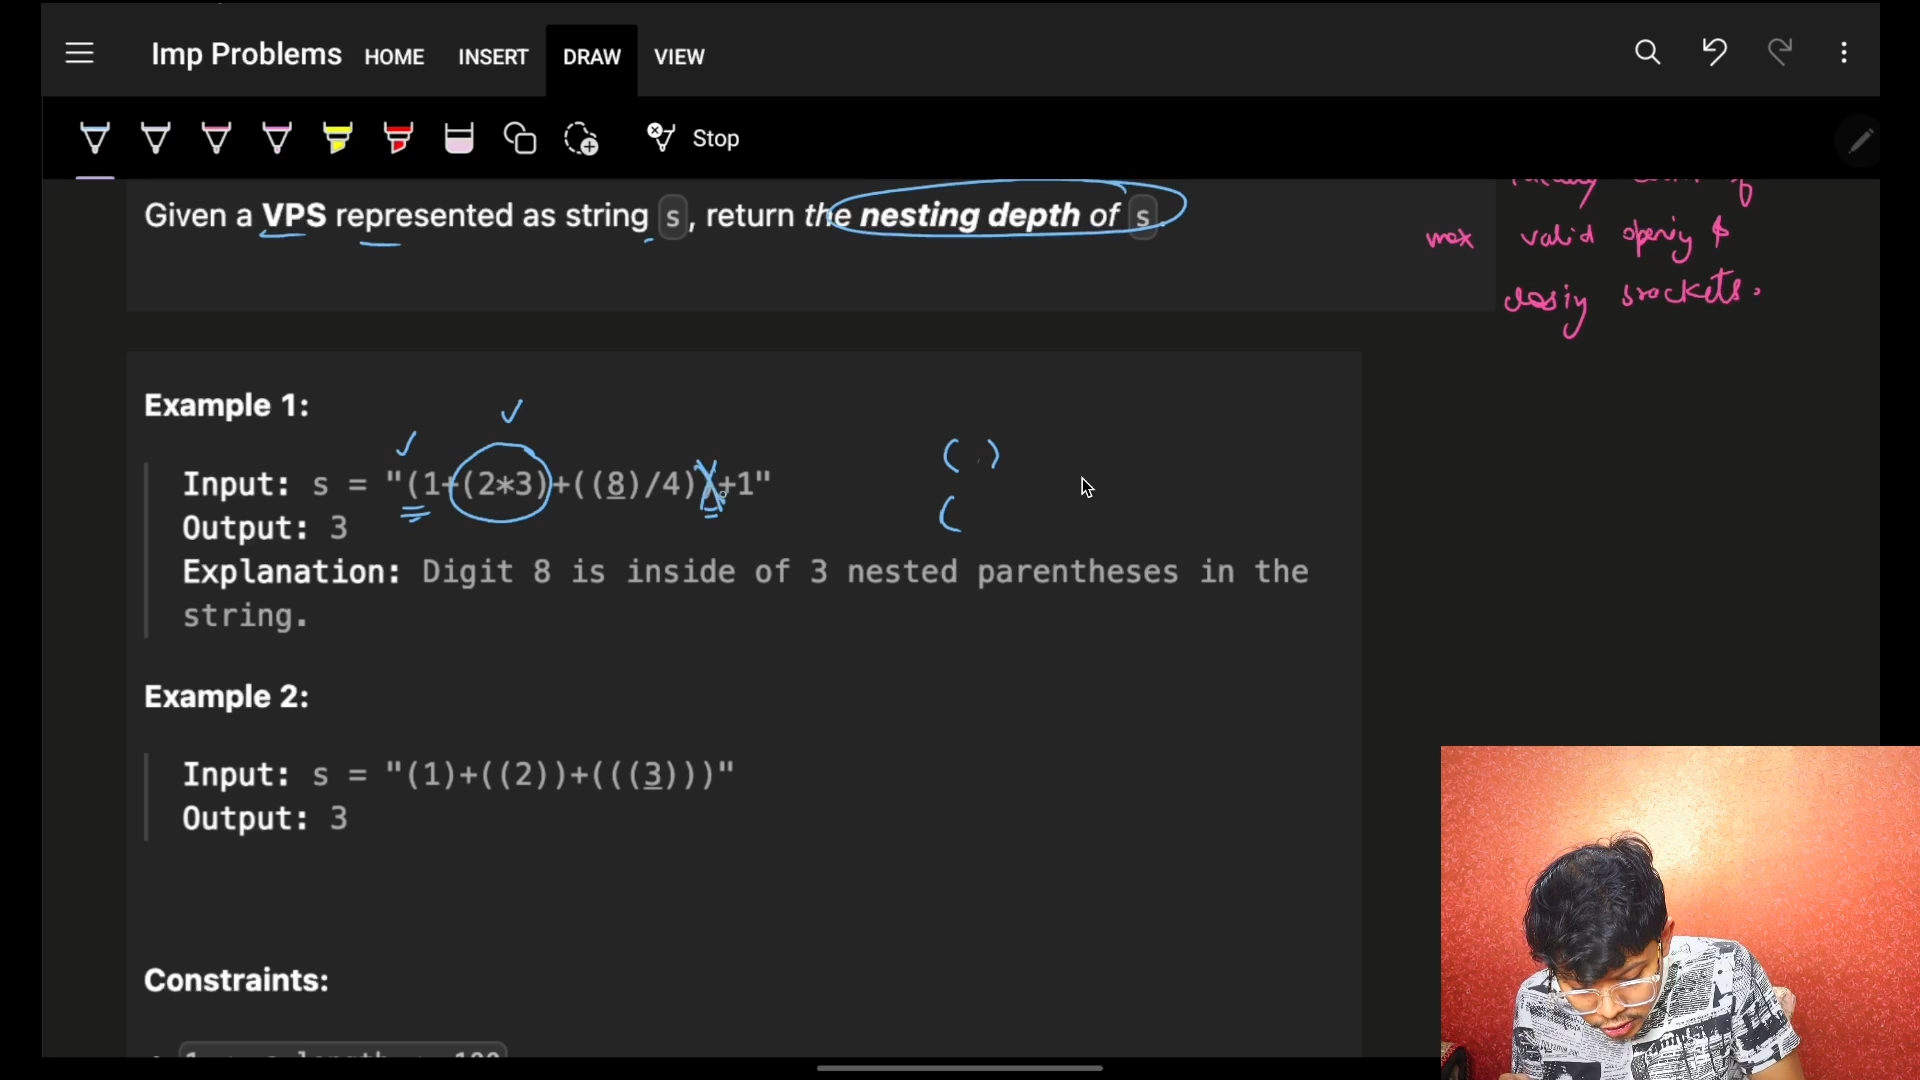 Imp Problems HOME INSERT DRAW VIEW
Stop
Given a VPS represented as string s, return the nesting depth of s.
max valid opening &
closing brackets.
Example 1:
Input: s = "(1+(2*3)+((8)/4))+1"
( )
(
Output: 3
Explanation: Digit 8 is inside of 3 nested parentheses in the
string.
Example 2:
Input: s = "(1)+((2))+(((3)))"
Output: 3
Constraints: